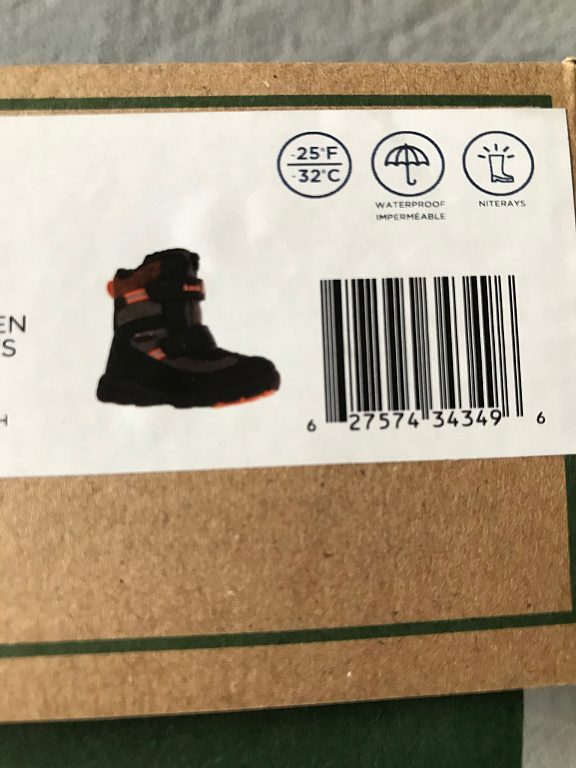 -25°F
-32°C
WATERPROOF
IMPERMÉABLE
NITERAYS
EN
S
H
6 27574 34349 6